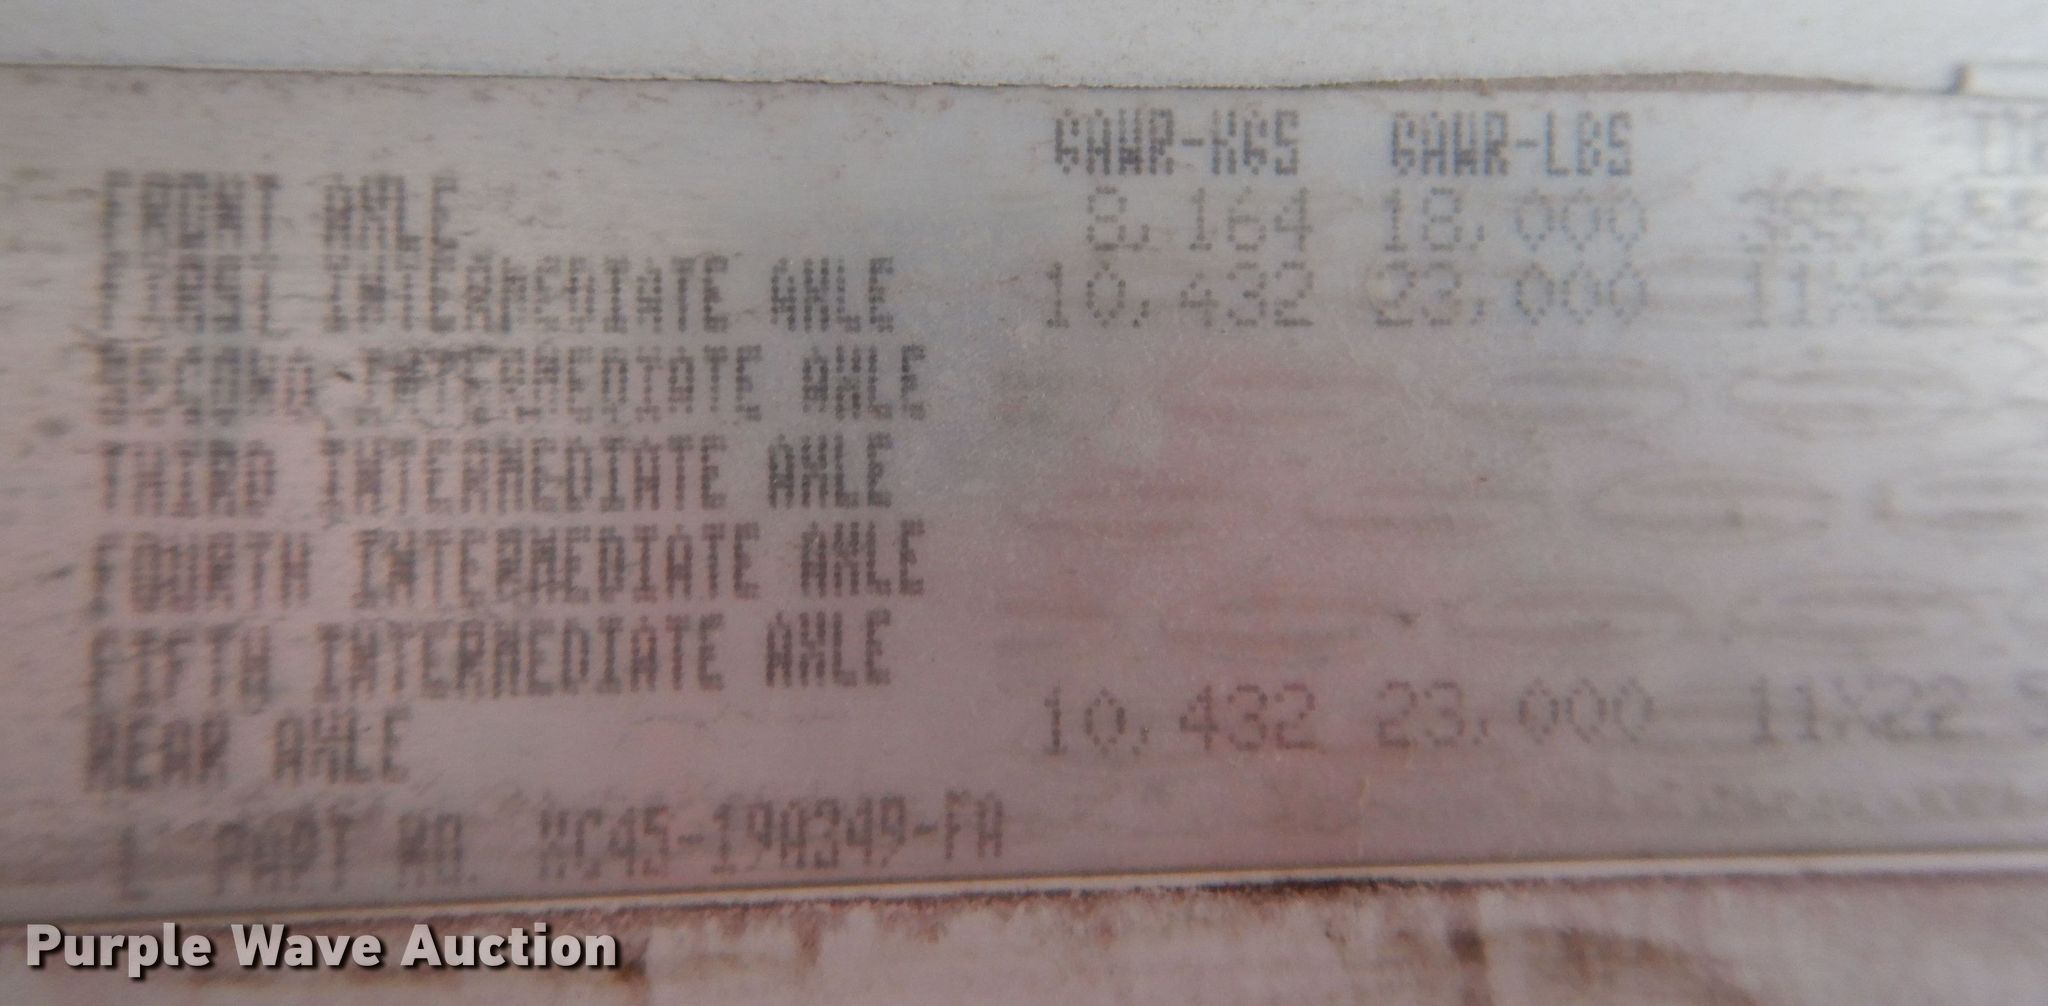 GAWR-KGS GAWR-LBS
FRONT AXLE 8,164 18,000
FIRST INTERMEDIATE AXLE 10,432 23,000 11X22
SECOND INTERMEDIATE AXLE
THIRD INTERMEDIATE AXLE
FOURTH INTERMEDIATE AXLE
FIFTH INTERMEDIATE AXLE
REAR AXLE 10,432 23,000 11X22
PART NO. XC45-19A349-FA
Purple Wave Auction